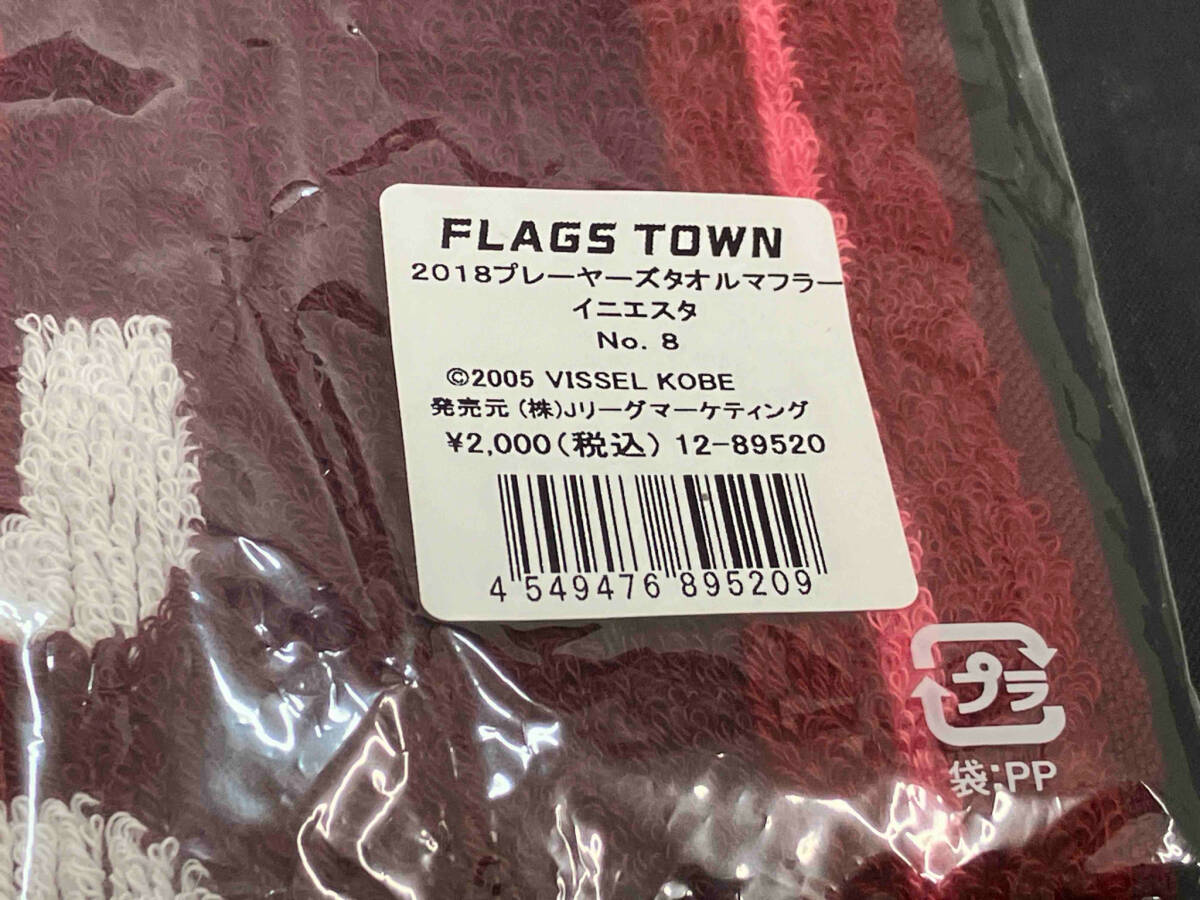 FLAGS TOWN
2018プレーヤーズタオルマフラー
イニエスタ
No. 8
©2005 VISSEL KOBE
発売元 (株)Jリーグマーケティング
¥2,000(税込) 12-89520
4 549476 895209
プラ
袋:PP